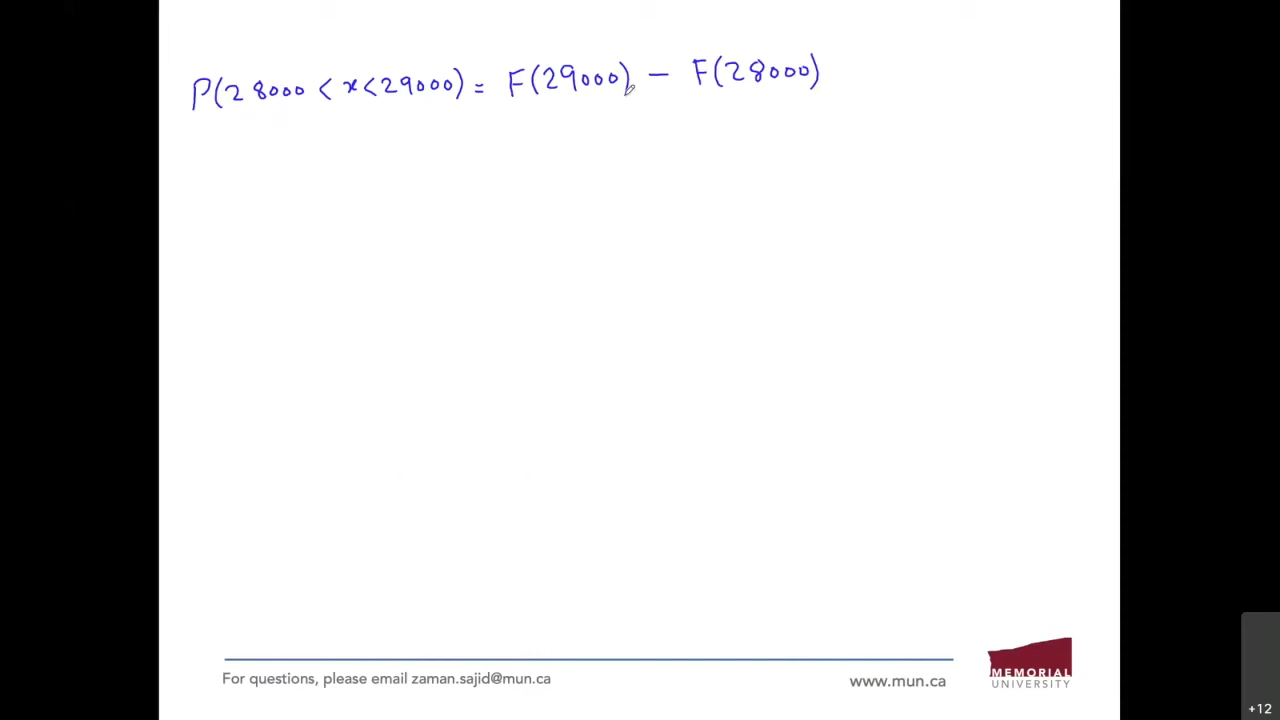 P(28000 < x < 29000) = F(29000) - F(28000)
For questions, please email zaman.sajid@mun.ca
www.mun.ca
MEMORIAL
UNIVERSITY
+12